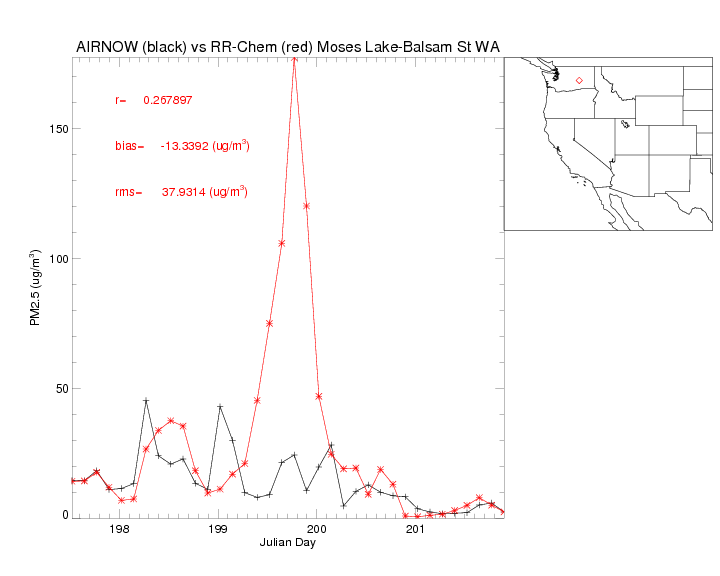 AIRNOW (black) vs RR-Chem (red) Moses Lake-Balsam St WA
r= 0.267897
bias= -13.3392 (ug/m³)
rms= 37.9314 (ug/m³)
PM2.5 (ug/m³)
150
100
50
0
198 199 200 201
Julian Day